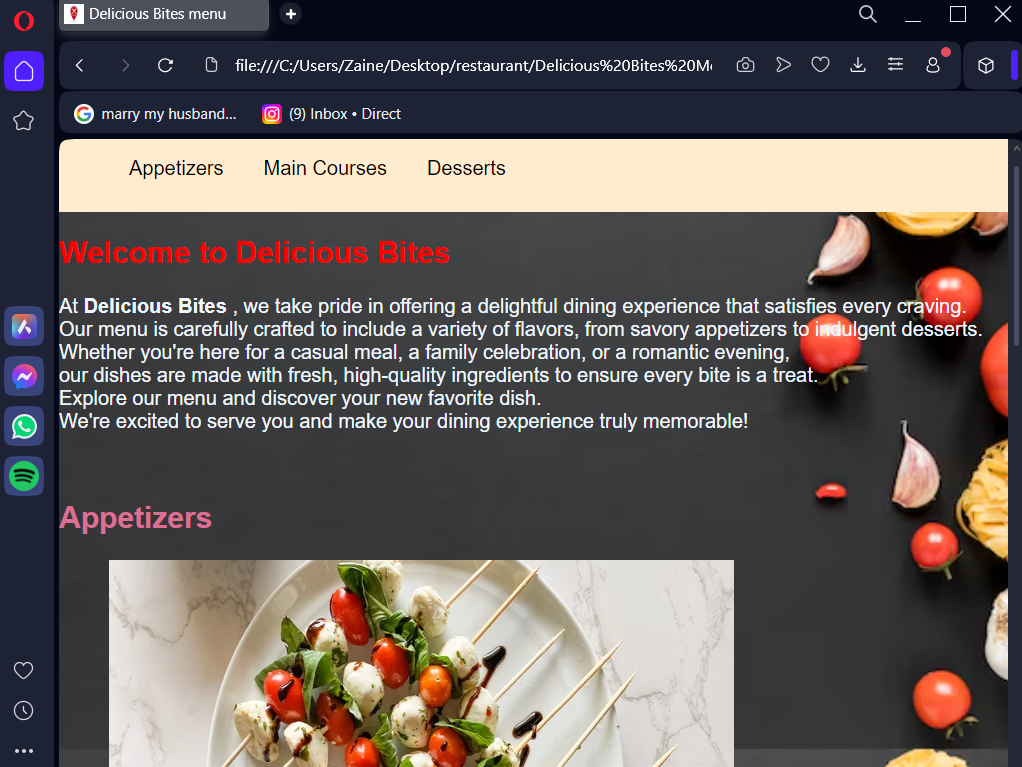 Delicious Bites menu
file:///C:/Users/Zaine/Desktop/restaurant/Delicious%20Bites%20M
marry my husband...
(9) Inbox • Direct
Appetizers Main Courses Desserts
Welcome to Delicious Bites
At Delicious Bites , we take pride in offering a delightful dining experience that satisfies every craving.
Our menu is carefully crafted to include a variety of flavors, from savory appetizers to indulgent desserts.
Whether you're here for a casual meal, a family celebration, or a romantic evening,
our dishes are made with fresh, high-quality ingredients to ensure every bite is a treat.
Explore our menu and discover your new favorite dish.
We're excited to serve you and make your dining experience truly memorable!
Appetizers